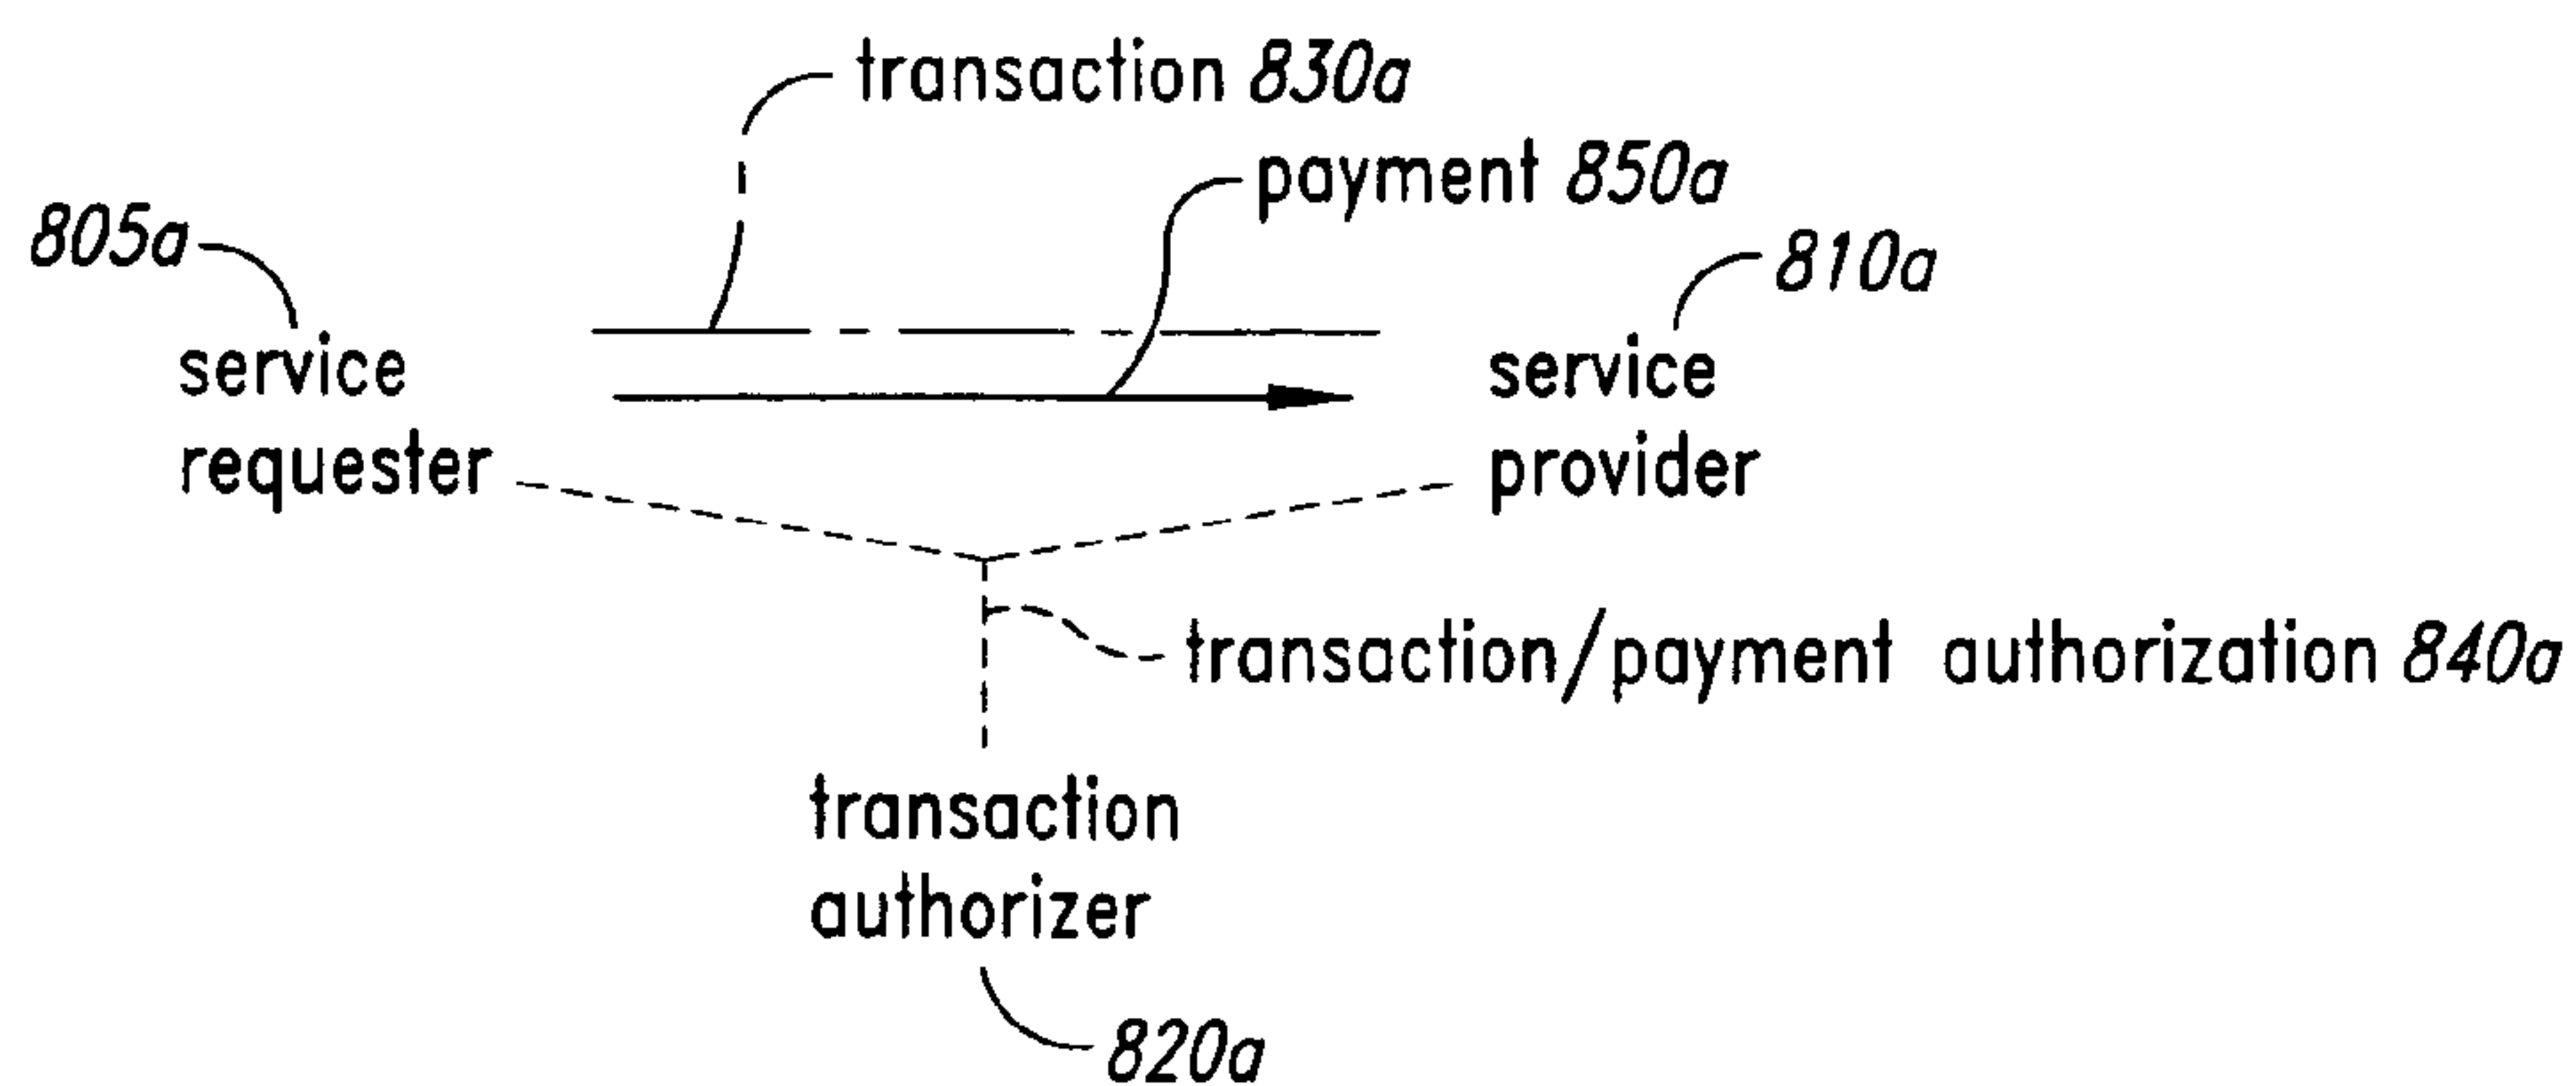 transaction 830a
payment 850a
805a
810a
service
requester
service
provider
transaction/payment authorization 840a
transaction
authorizer
820a